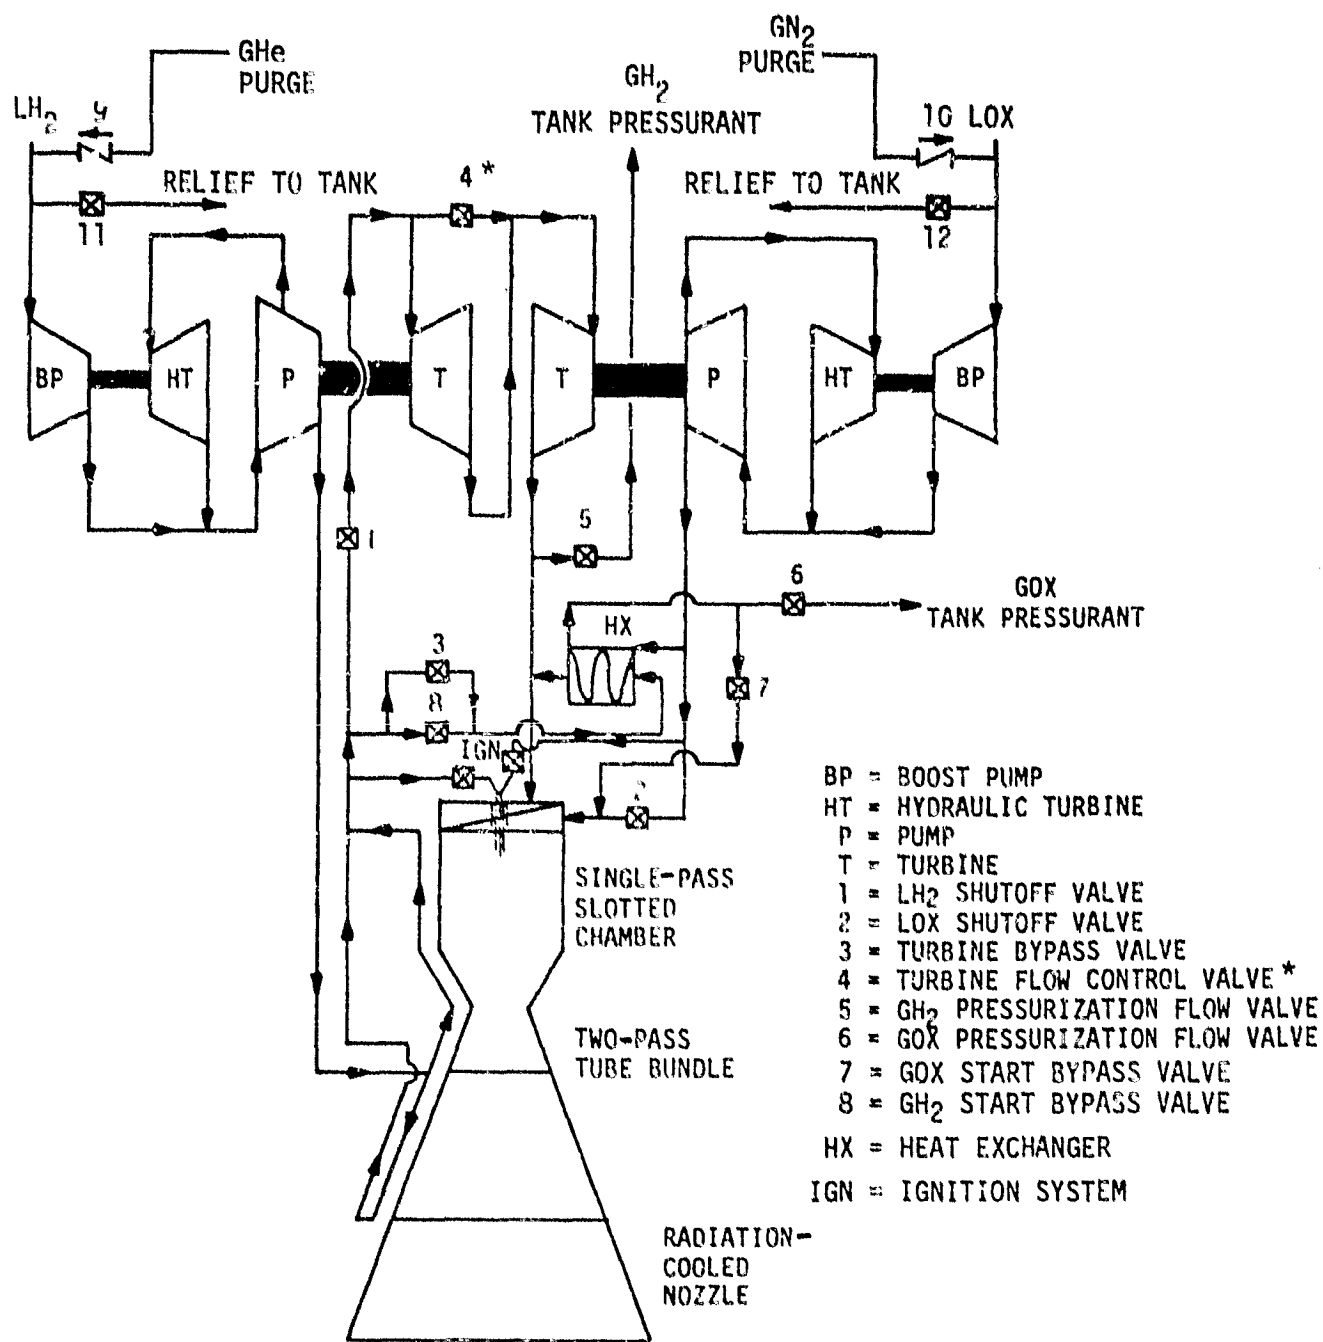 GHe
PURGE
GN2
PURGE
GH2
TANK PRESSURANT
LH2
9
10 LOX
RELIEF TO TANK
4*
RELIEF TO TANK
11
12
BP
HT
P
T
T
P
HT
BP
1
5
6
GOX
TANK PRESSURANT
HX
3
7
8
IGN
2
SINGLE-PASS
SLOTTED
CHAMBER
TWO-PASS
TUBE BUNDLE
RADIATION-
COOLED
NOZZLE
BP = BOOST PUMP
HT = HYDRAULIC TURBINE
P = PUMP
T = TURBINE
1 = LH2 SHUTOFF VALVE
2 = LOX SHUTOFF VALVE
3 = TURBINE BYPASS VALVE
4 = TURBINE FLOW CONTROL VALVE*
5 = GH2 PRESSURIZATION FLOW VALVE
6 = GOX PRESSURIZATION FLOW VALVE
7 = GOX START BYPASS VALVE
8 = GH2 START BYPASS VALVE
HX = HEAT EXCHANGER
IGN = IGNITION SYSTEM